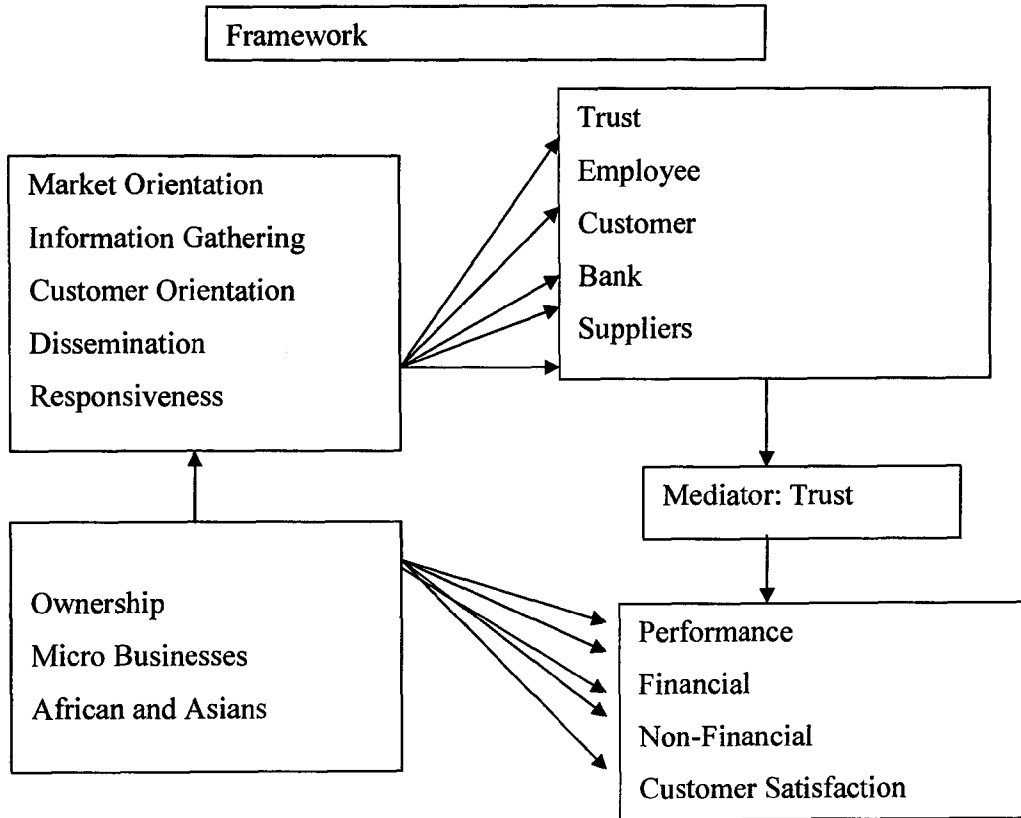 Framework
Trust
Employee
Customer
Bank
Suppliers
Market Orientation
Information Gathering
Customer Orientation
Dissemination
Responsiveness
Mediator: Trust
Ownership
Micro Businesses
African and Asians
Performance
Financial
Non-Financial
Customer Satisfaction